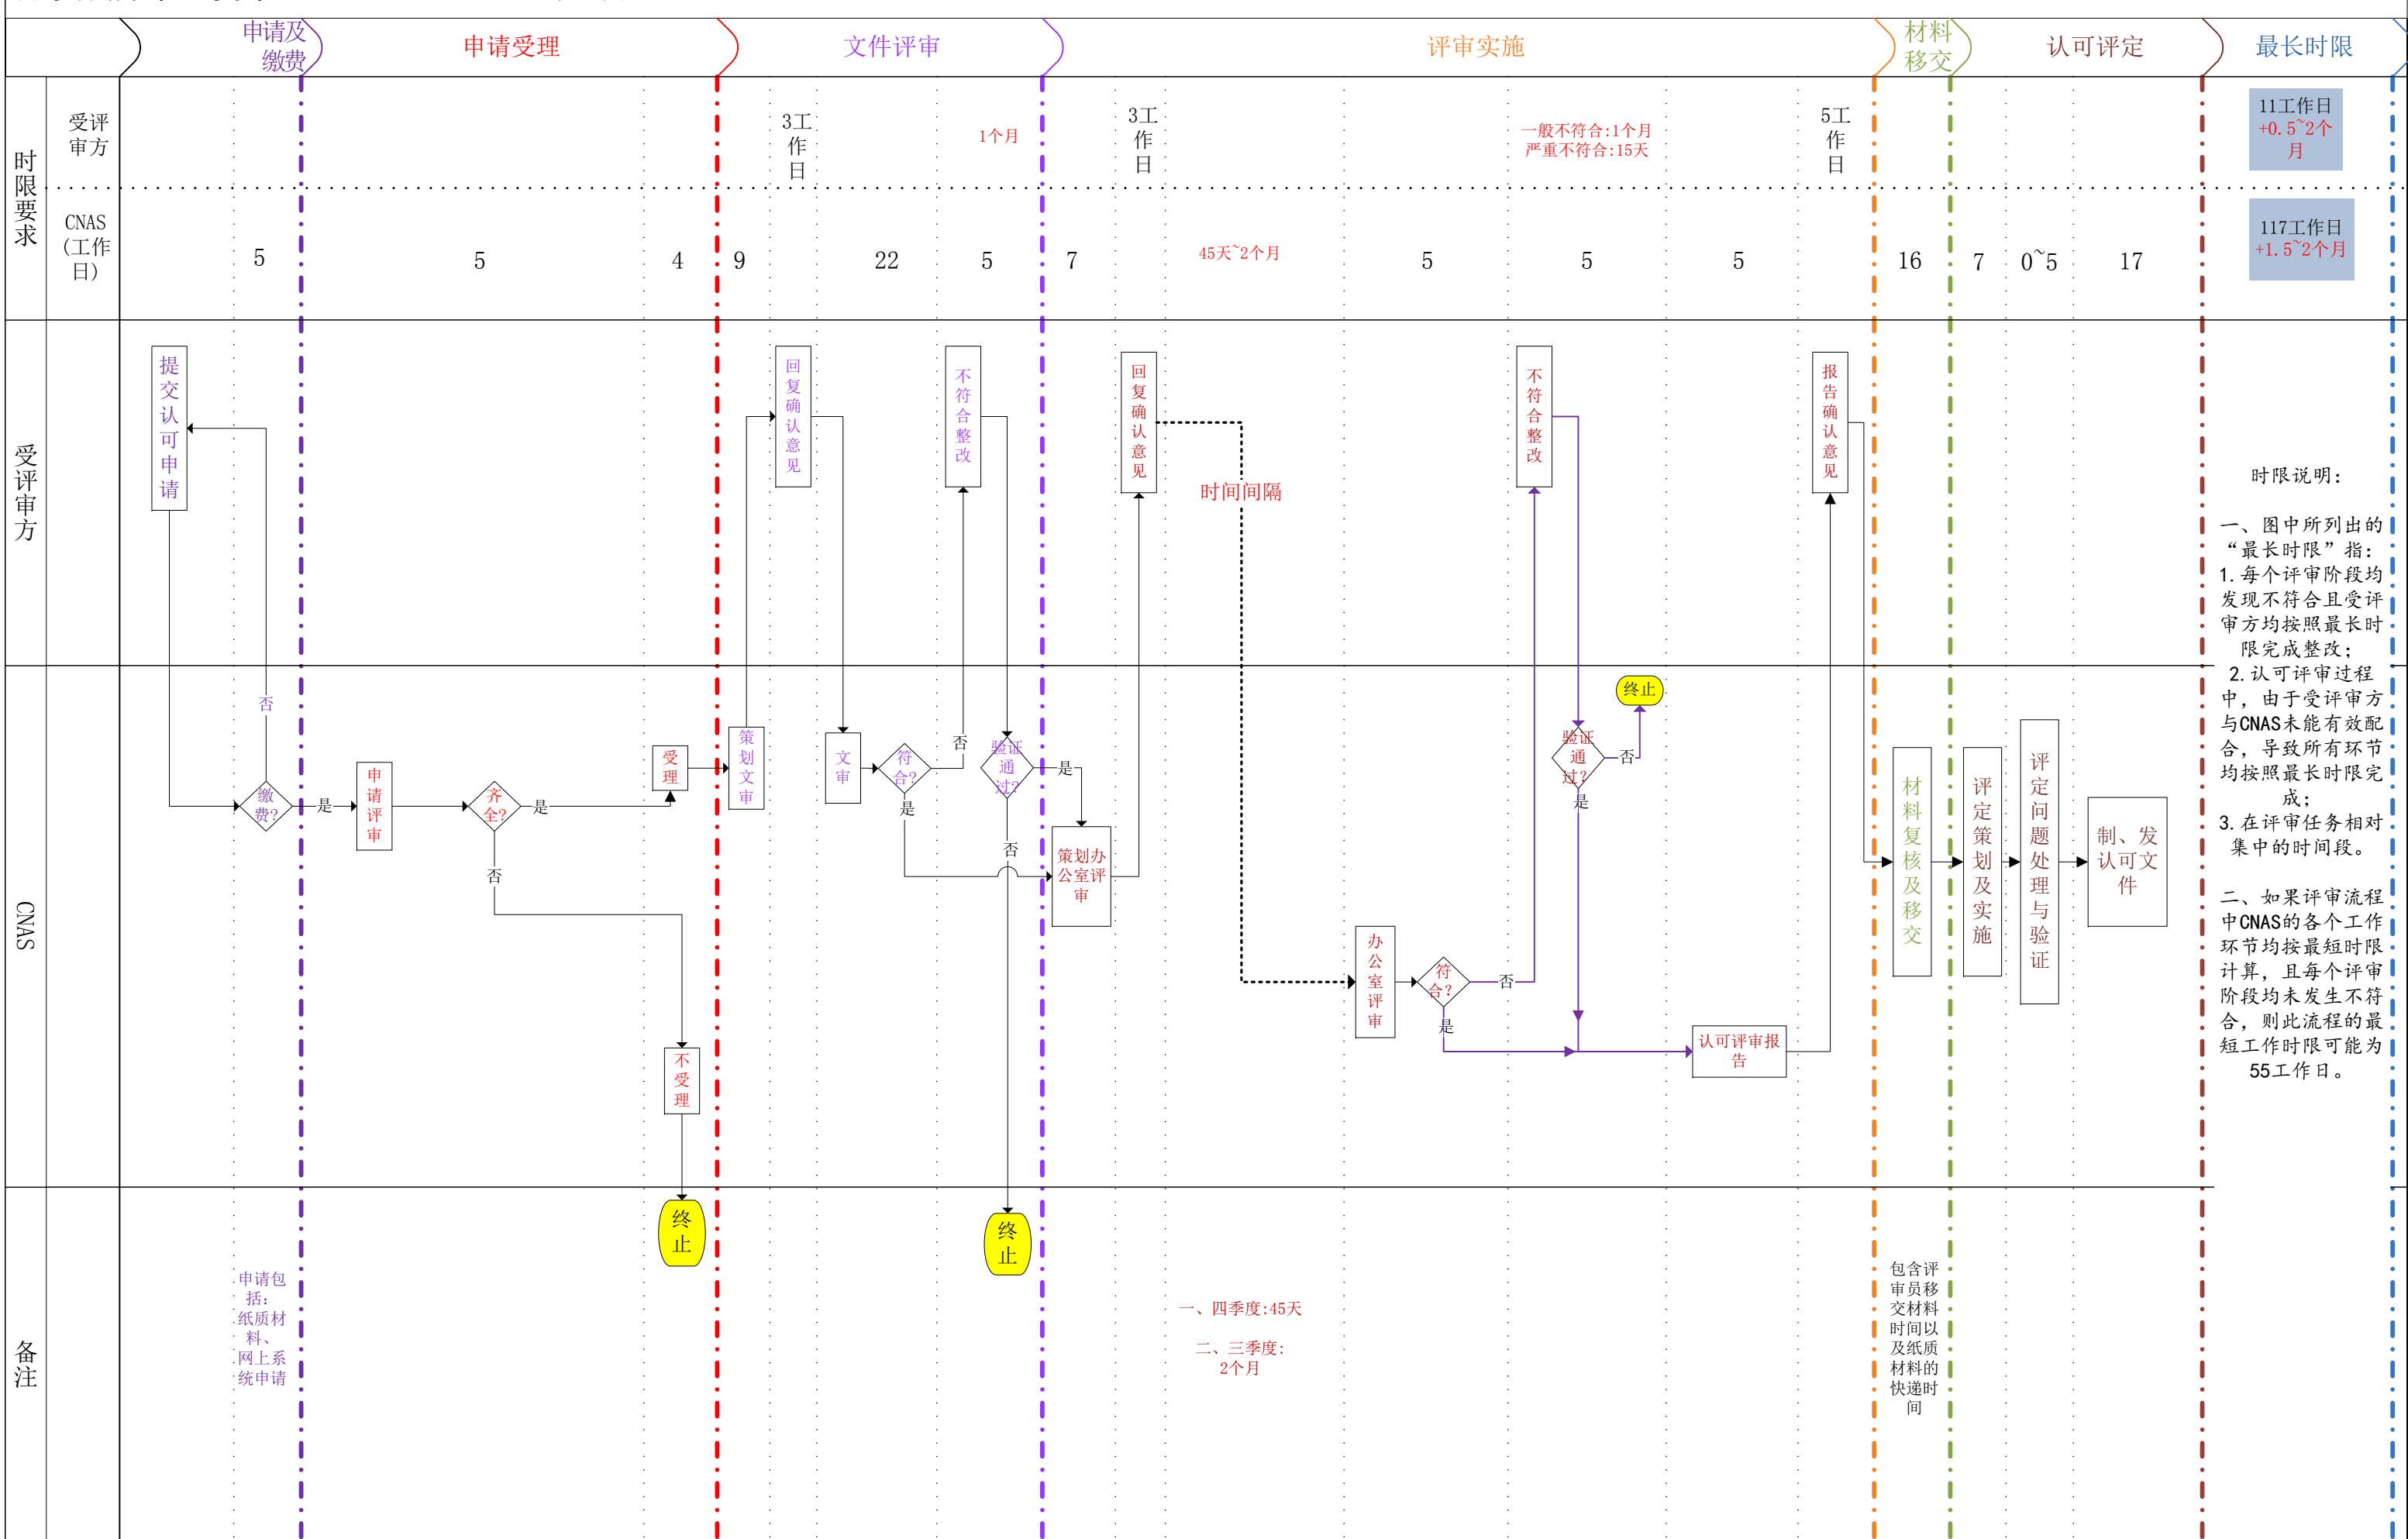 申请及
缴费
申请受理
文件评审
评审实施
材料
移交
认可评定
最长时限
时
限
要
求
受评
审方
3工
作
日
1个月
3工
作
日
一般不符合:1个月
严重不符合:15天
5工
作
日
11工作日
+0.5~2个
月
CNAS
(工作
日)
5
5
4
9
22
5
7
45天~2个月
5
5
5
16
7
0~5
17
117工作日
+1.5~2个月
受
评
审
方
提
交
认
可
申
请
回
复
确
认
意
见
不
符
合
整
改
回
复
确
认
意
见
时间间隔
不
符
合
整
改
报
告
确
认
意
见
CNAS
否
缴
费?
是
申
请
评
审
齐
全?
是
否
受
理
不
受
理
策
划
文
审
文
审
符
合?
否
是
验证
通
过?
是
否
策划办
公室评
审
办
公
室
评
审
符
合?
否
是
验证
通
过?
否
是
终止
认可评审报
告
材
料
复
核
及
移
交
评
定
策
划
及
实
施
评
定
问
题
处
理
与
验
证
制、发
认可文
件
时限说明:
一、图中所列出的
“最长时限”指:
1.每个评审阶段均
发现不符合且受评
审方均按照最长时
限完成整改;
2.认可评审过程
中，由于受评审方
与CNAS未能有效配
合，导致所有环节
均按照最长时限完
成;
3.在评审任务相对
集中的时间段。
二、如果评审流程
中CNAS的各个工作
环节均按最短时限
计算，且每个评审
阶段均未发生不符
合，则此流程的最
短工作时限可能为
55工作日。
备
注
终
止
终
止
申请包
括:
纸质材
料、
网上系
统申请
一、四季度:45天
二、三季度:
2个月
包含评
审员移
交材料
时间以
及纸质
材料的
快递时
间